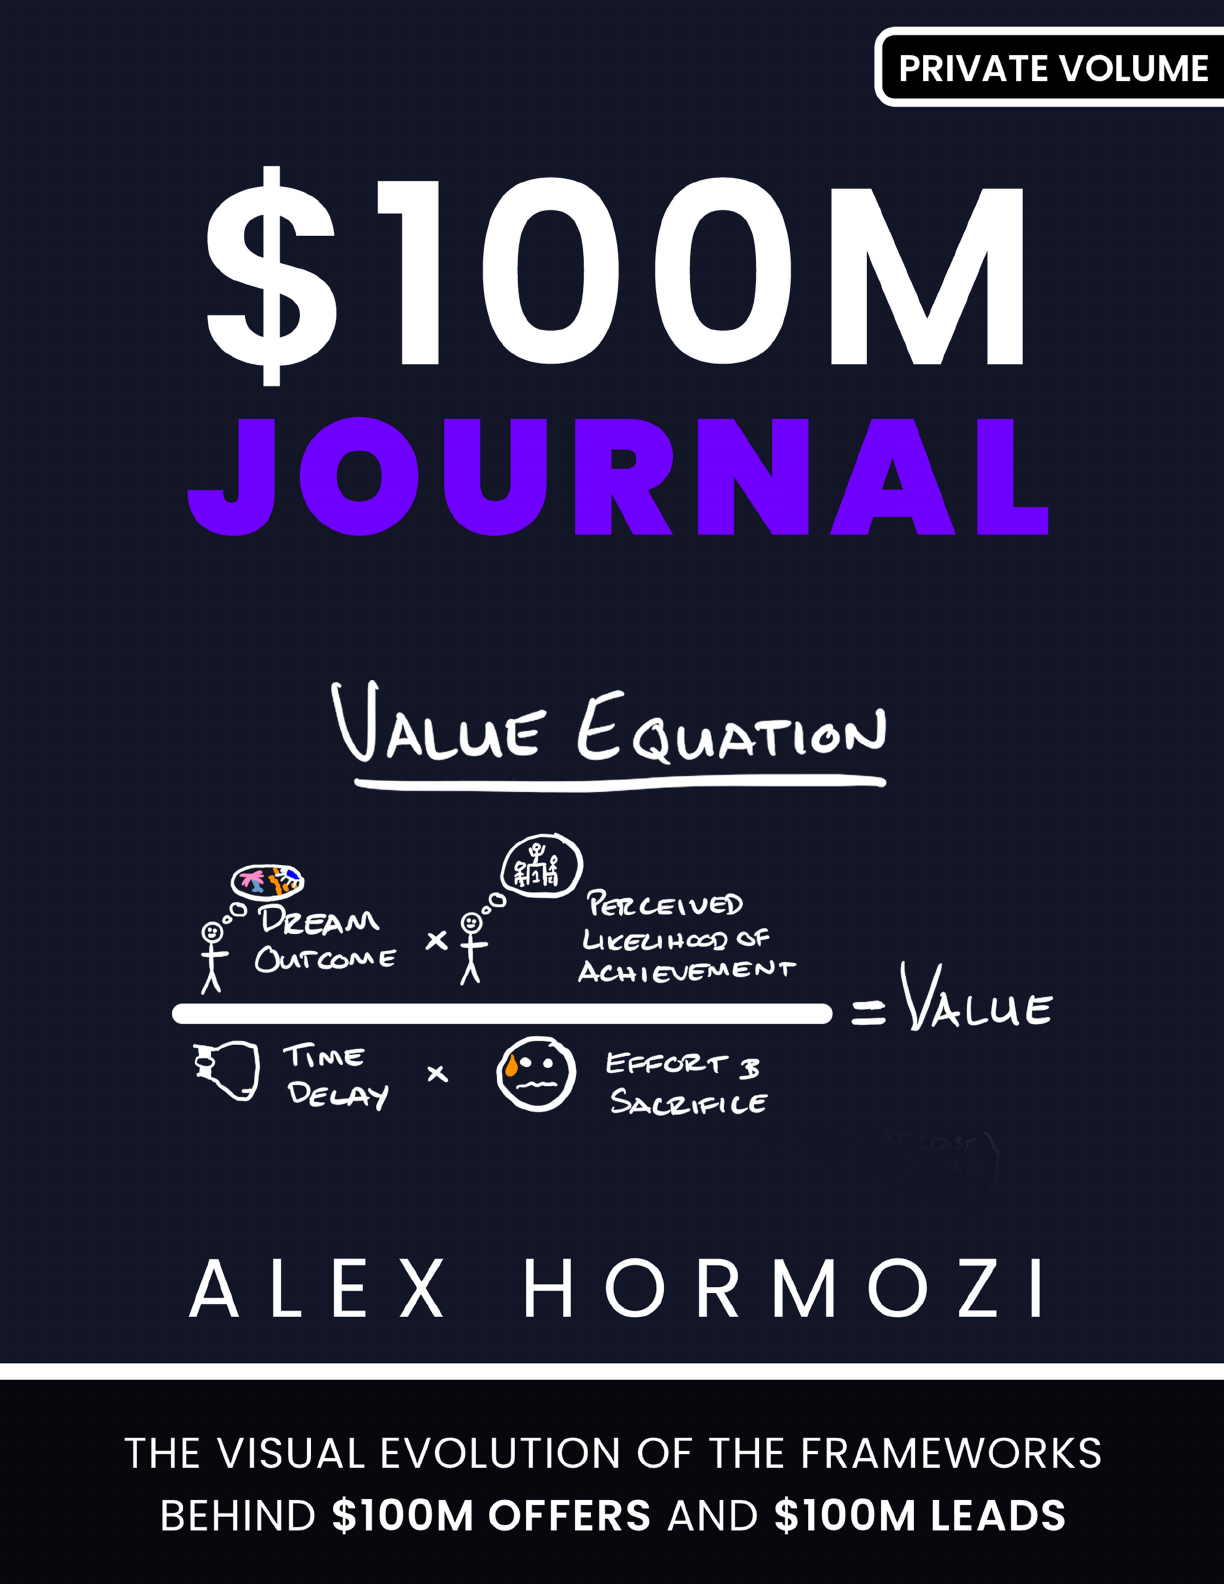 PRIVATE VOLUME
$100M
JOURNAL
VALUE EQUATION
DREAM
OUTCOME
×
1
PERCEIVED
LIKELIHOOD OF
ACHIEVEMENT
= VALUE
TIME
DELAY
×
EFFORT &
SACRIFICE
ALEX HORMOZI
THE VISUAL EVOLUTION OF THE FRAMEWORKS
BEHIND $100M OFFERS AND $100M LEADS